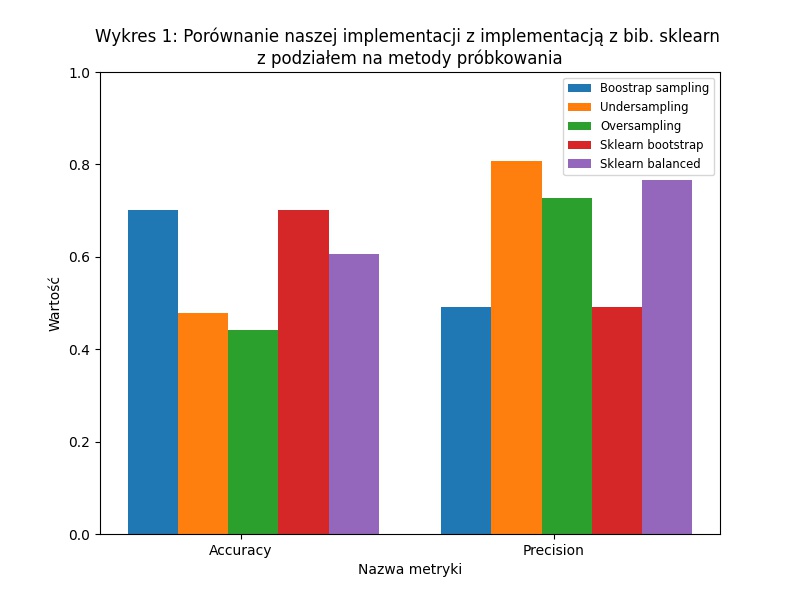 Wykres 1: Porównanie naszej implementacji z implementacją z bib. sklearn
z podziałem na metody próbkowania
1.0
0.8
0.6
0.4
0.2
0.0
Wartość
Boostrap sampling
Undersampling
Oversampling
Sklearn bootstrap
Sklearn balanced
Accuracy
Precision
Nazwa metryki